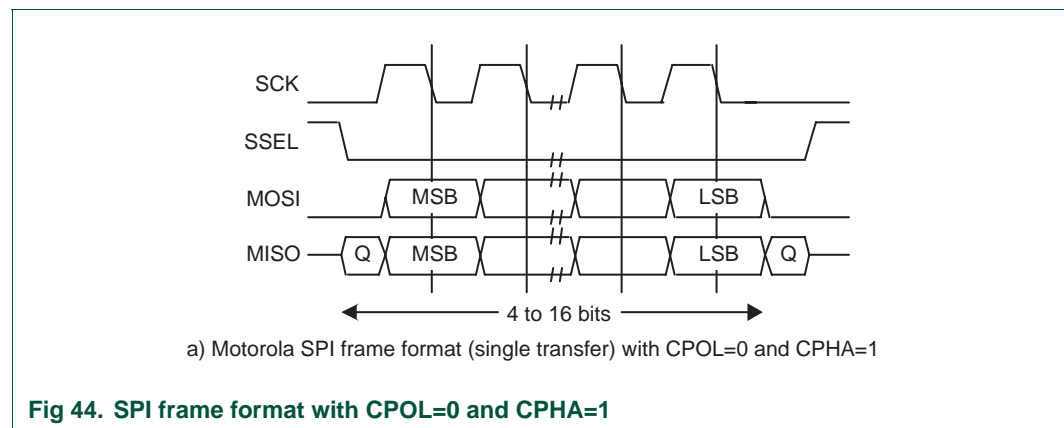 SCK
SSEL
MOSI MSB LSB
MISO Q MSB LSB Q
4 to 16 bits
a) Motorola SPI frame format (single transfer) with CPOL=0 and CPHA=1
Fig 44. SPI frame format with CPOL=0 and CPHA=1